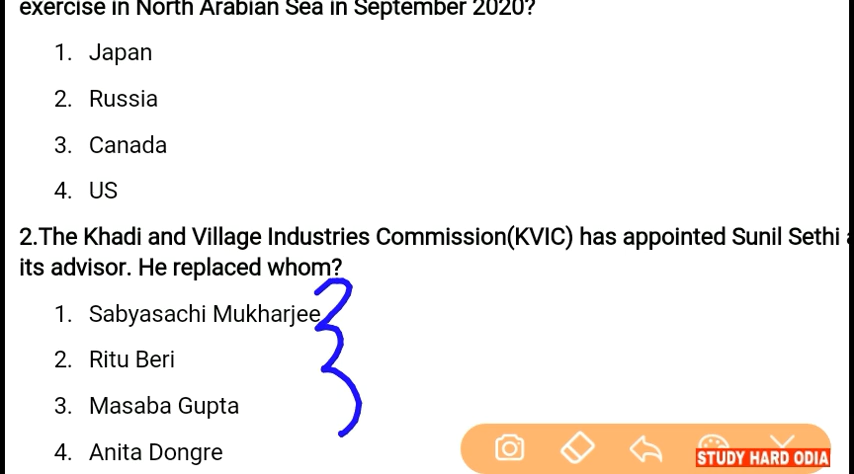 exercise in North Arabian Sea in September 2020?
1. Japan
2. Russia
3. Canada
4. US
2.The Khadi and Village Industries Commission(KVIC) has appointed Sunil Sethi
its advisor. He replaced whom?
1. Sabyasachi Mukharjee
2. Ritu Beri
3. Masaba Gupta
4. Anita Dongre
STUDY HARD ODIA